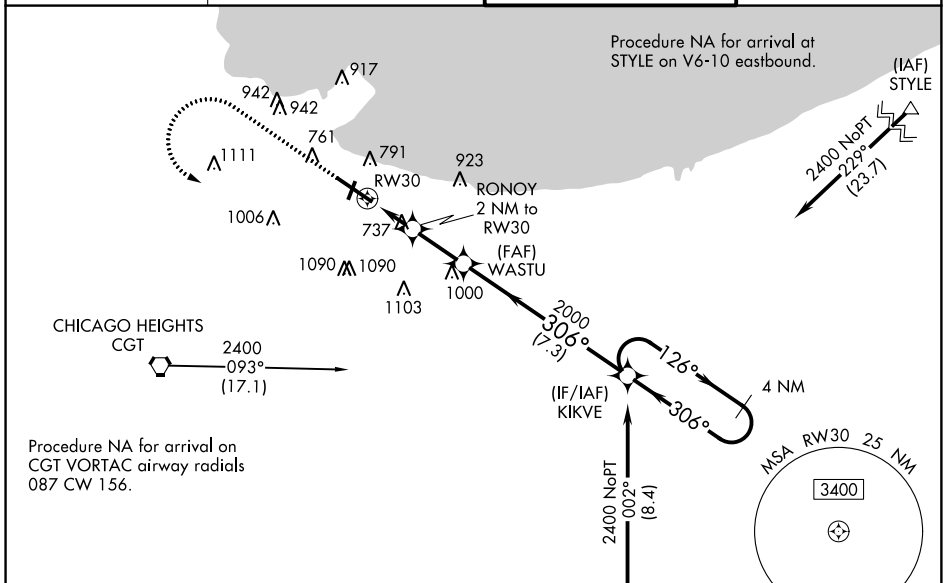 Procedure NA for arrival at
STYLE on V6-10 eastbound.
(IAF)
STYLE
2400 NoPT
229°
(23.7)
917
942
942
761
791
1111
RW30
923
RONOY
2 NM to
RW30
1006
737
(FAF)
WASTU
1090
1090
1000
1103
2000
306°
(7.3)
CHICAGO HEIGHTS
CGT
2400
093°
(17.1)
126°
4 NM
(IF/IAF)
KIKVE
306°
Procedure NA for arrival on
CGT VORTAC airway radials
087 CW 156.
2400 NoPT
002°
(8.4)
MSA RW30 25 NM
3400